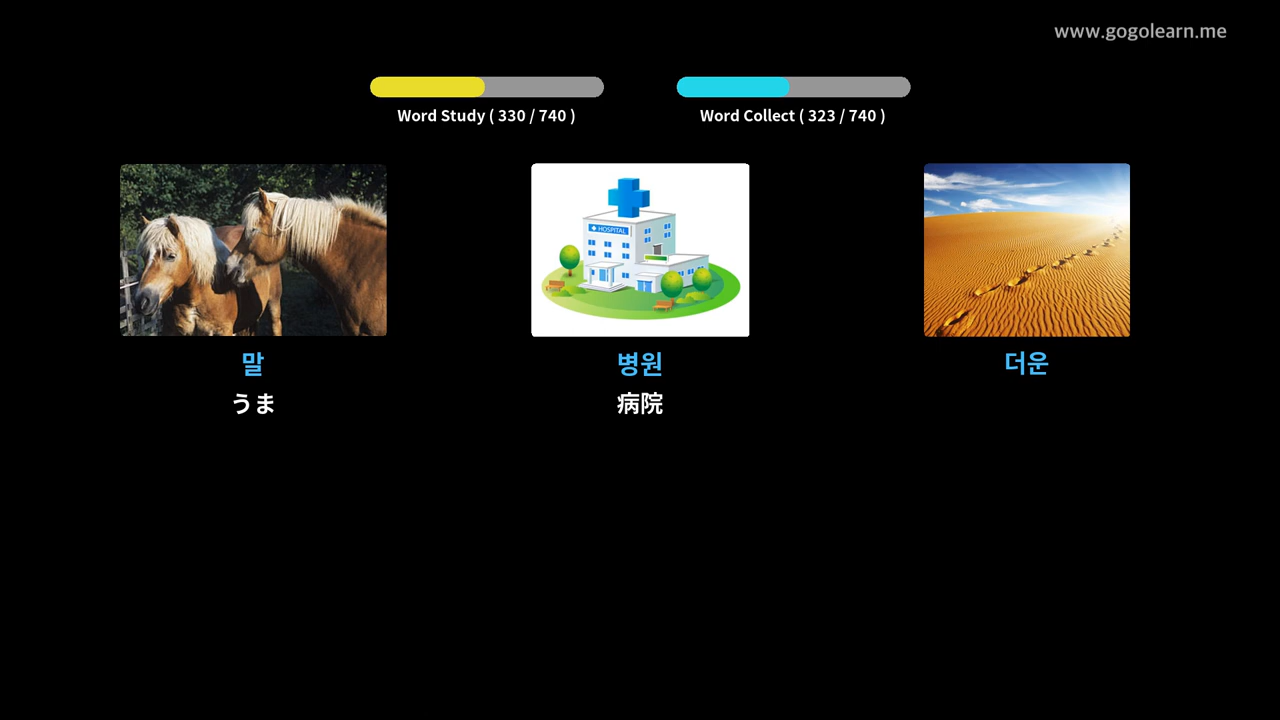 www.gogolearn.me
Word Study ( 330 / 740 )
Word Collect ( 323 / 740 )
HOSPITAL
말
병원
더운
うま
病院